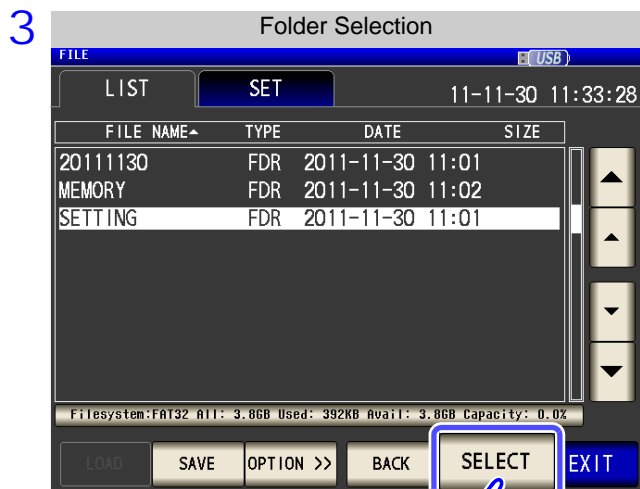 3
Folder Selection
FILE USB
LIST SET 11-11-30 11:33:28
FILE NAME▲ TYPE DATE SIZE
20111130 FDR 2011-11-30 11:01
MEMORY FDR 2011-11-30 11:02
SETTING FDR 2011-11-30 11:01
Filesystem:FAT32 All: 3.8GB Used: 392KB Avail: 3.8GB Capacity: 0.0%
LOAD SAVE OPTION >> BACK SELECT EXIT